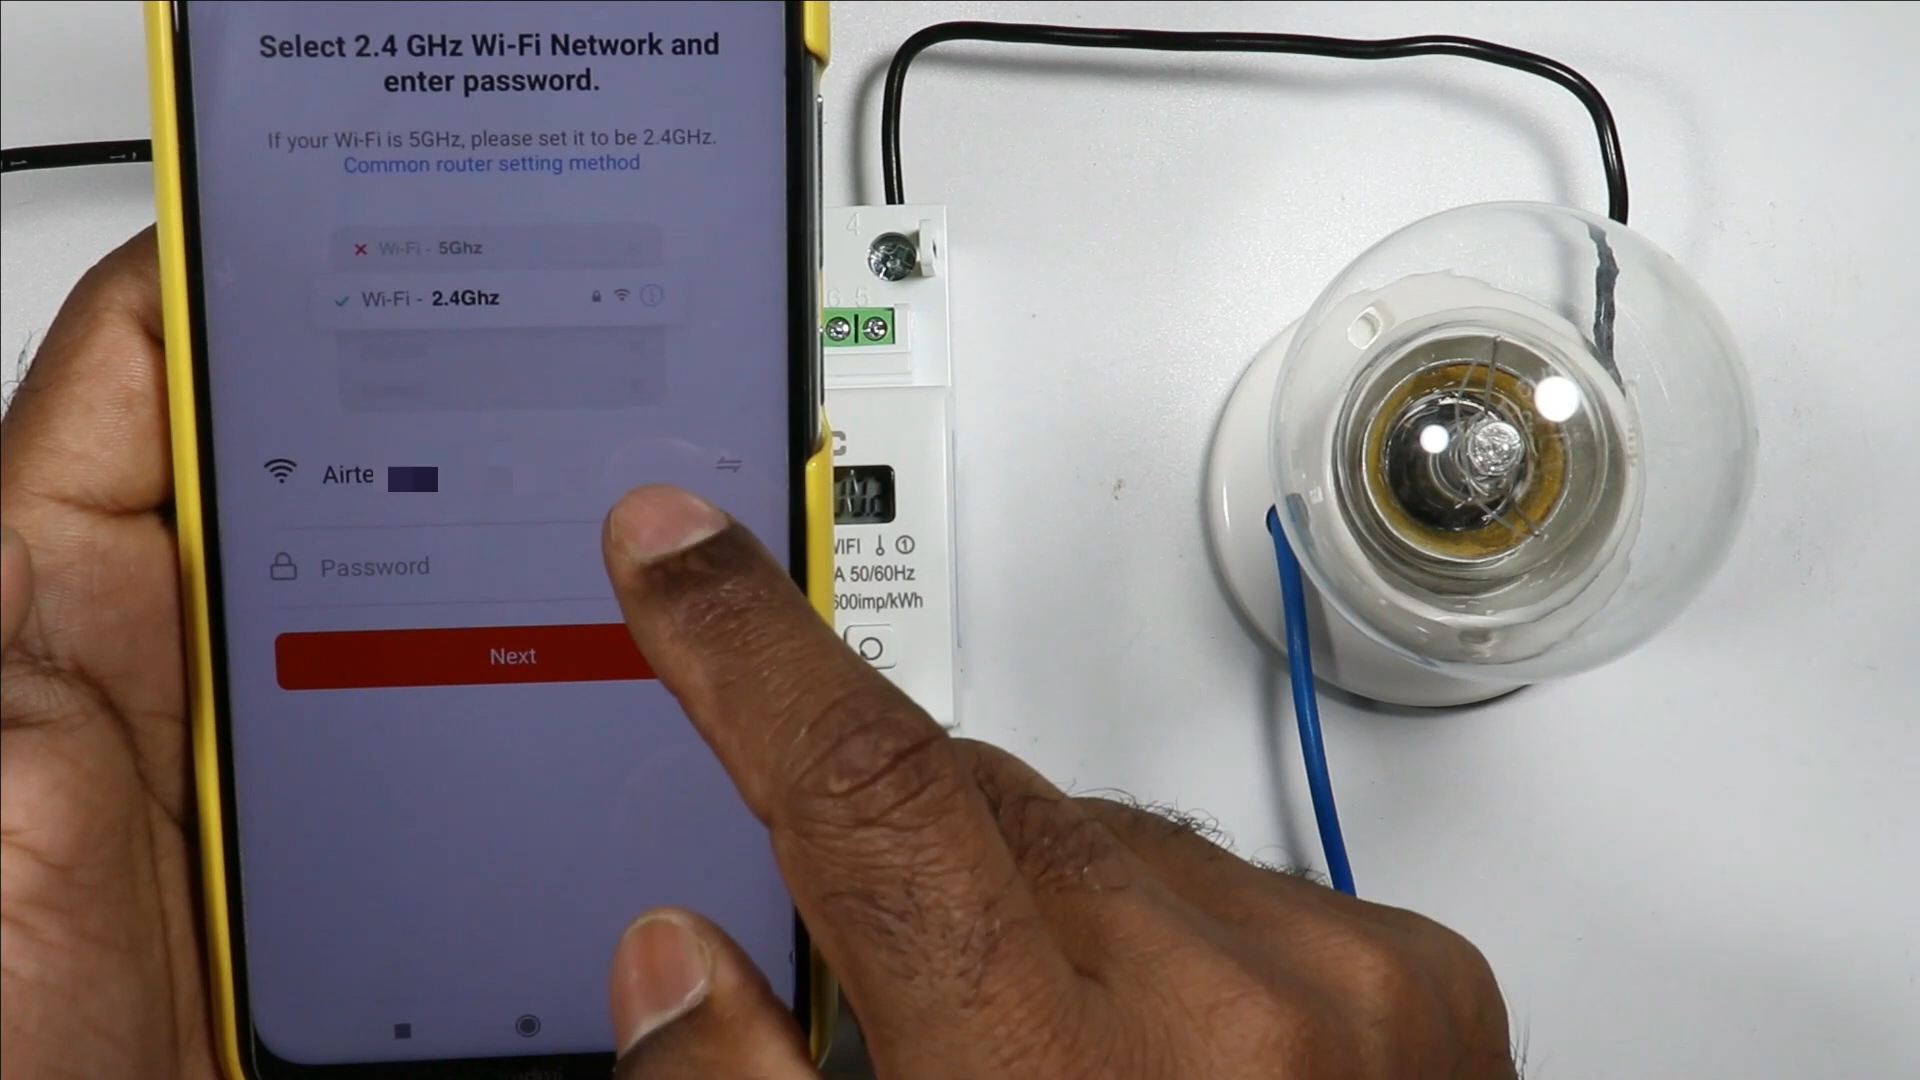 Select 2.4 GHz Wi-Fi Network and
enter password.
If your Wi-Fi is 5GHz, please set it to be 2.4GHz.
Common router setting method
Wi-Fi - 5Ghz
Wi-Fi - 2.4Ghz
Airte
Password
Next
4
6 5
C
WIFI
A 50/60Hz
600imp/kWh